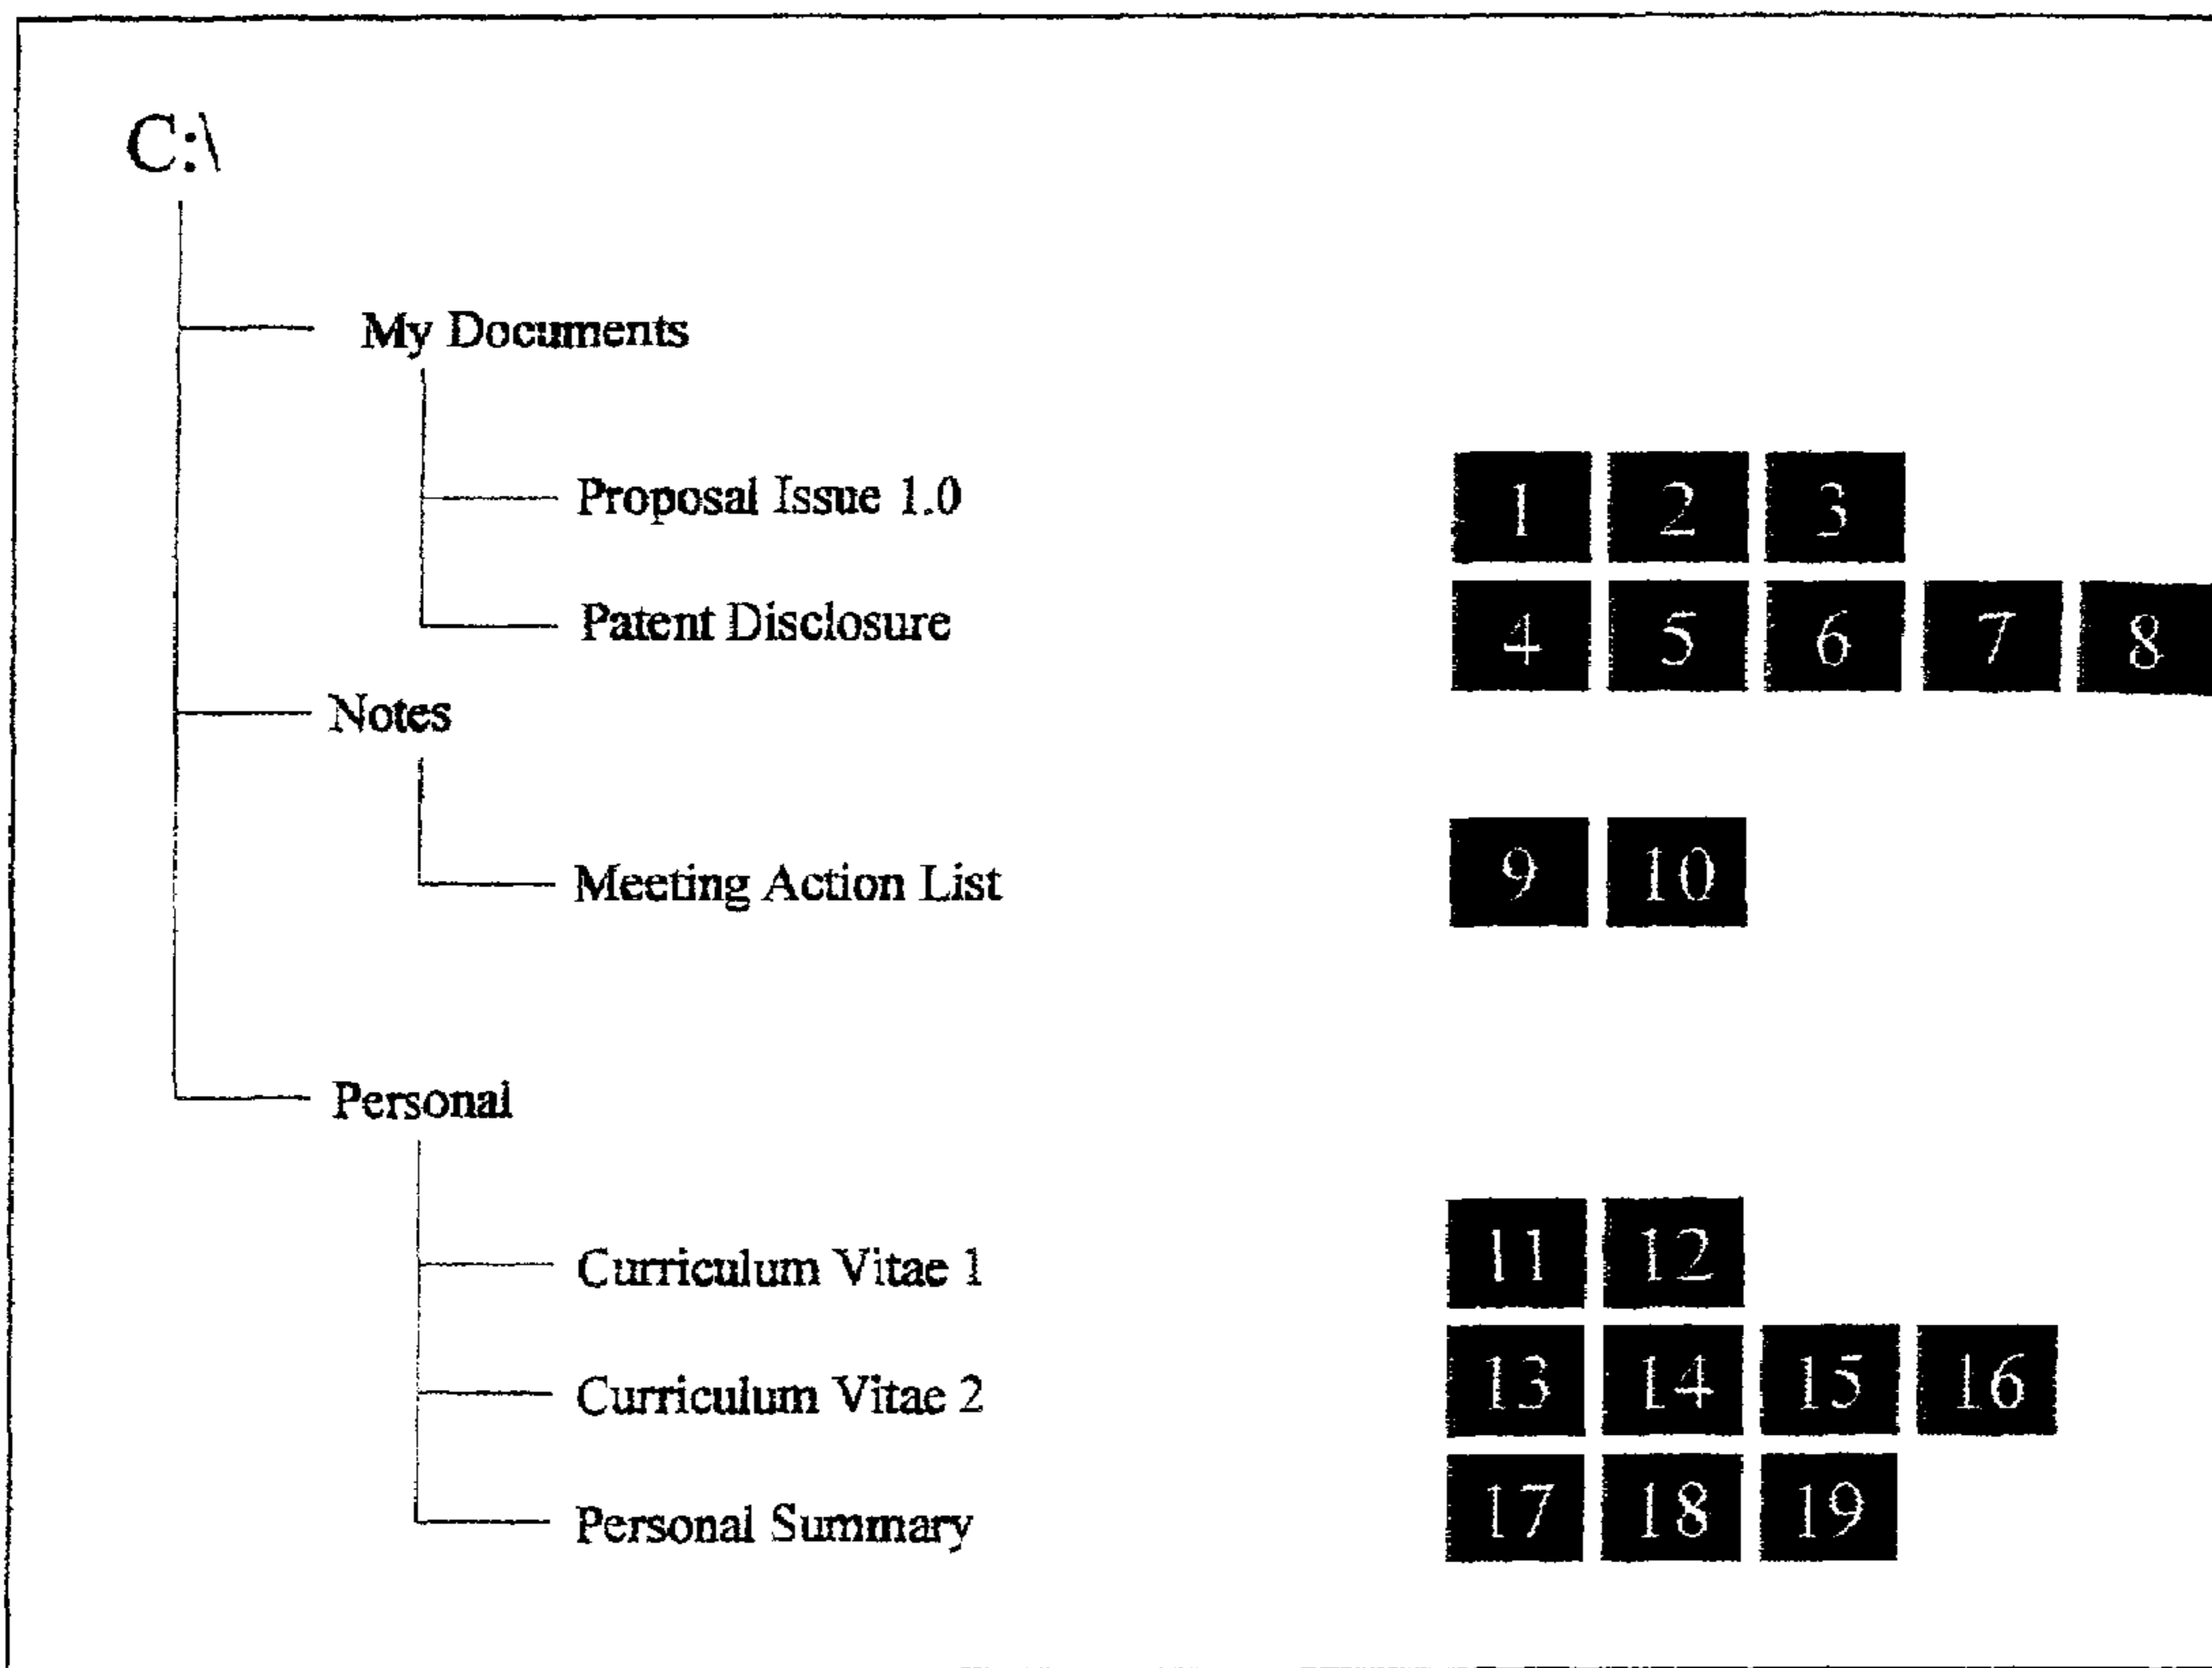 C:\
My Documents
Proposal Issue 1.0 1 2 3
Patent Disclosure 4 5 6 7 8
Notes
Meeting Action List 9 10
Personal
Curriculum Vitae 1 11 12
Curriculum Vitae 2 13 14 15 16
Personal Summary 17 18 19